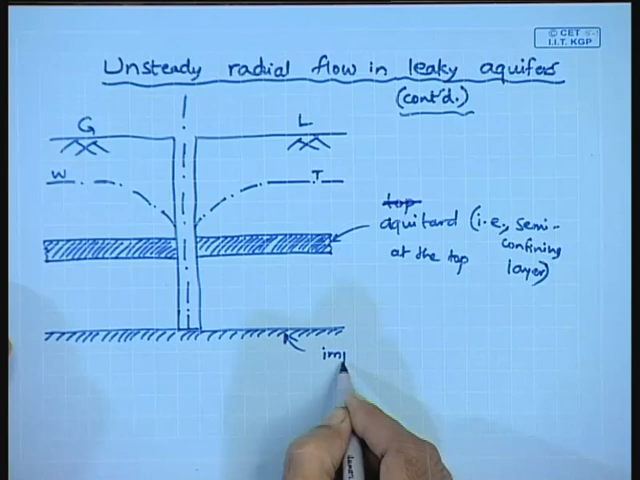 © CET
I.I.T. KGP
Unsteady radial flow in leaky aquifers
(cont'd.)
G L
W T
top
aquitard (i.e., semi-
at the top confining
layer)
im